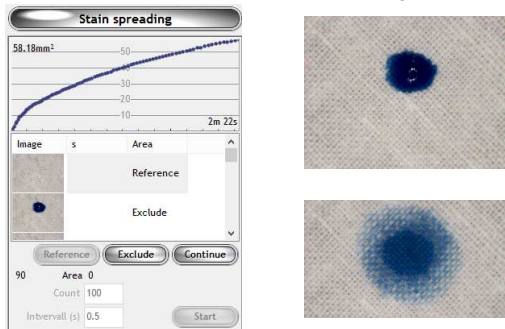 Stain spreading
58.18mm²
50
40
30
20
10
2m 22s
Image s Area
Reference
Exclude
Reference Exclude Continue
90 Area 0
Count 100
Intvervall (s) 0.5
Start